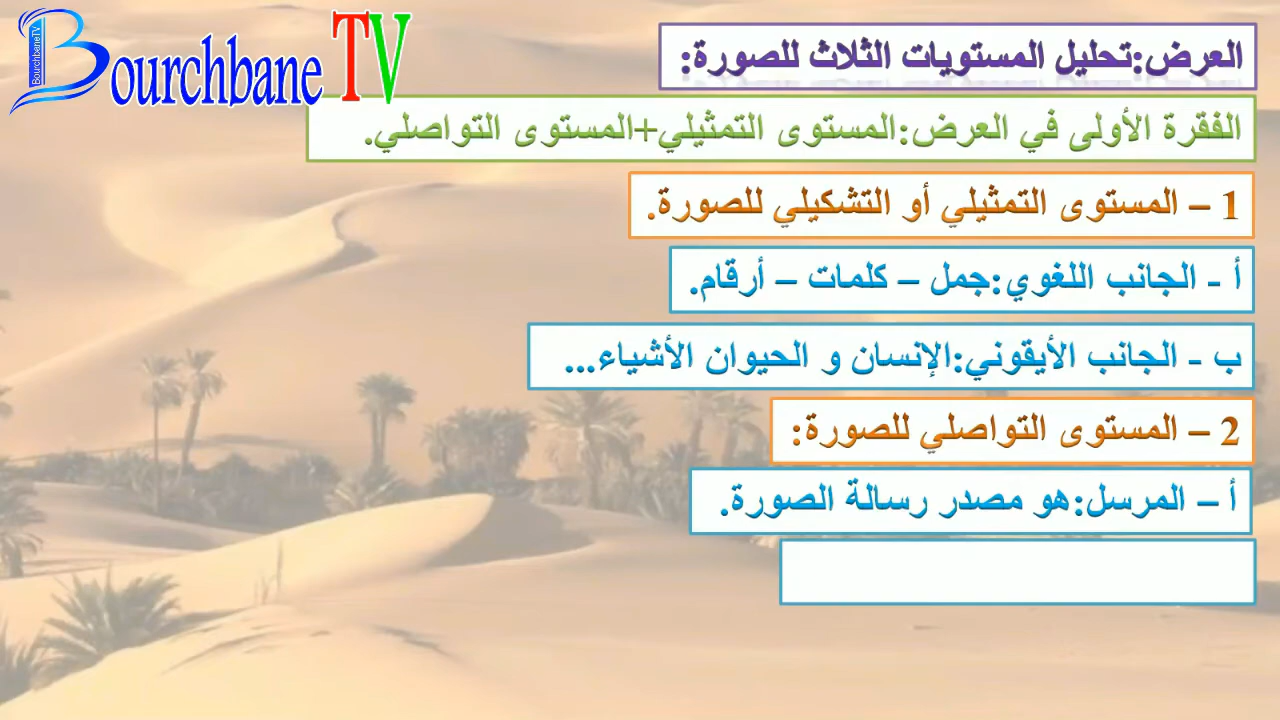 Bourchbane TV
BourchbaneTV
العرض:تحليل المستويات الثلاث للصورة:
الفقرة الأولى في العرض:المستوى التمثيلي+المستوى التواصلي.
1 – المستوى التمثيلي أو التشكيلي للصورة.
أ - الجانب اللغوي:جمل – كلمات – أرقام.
ب - الجانب الأيقوني:الإنسان و الحيوان الأشياء...
2 – المستوى التواصلي للصورة:
أ – المرسل:هو مصدر رسالة الصورة.